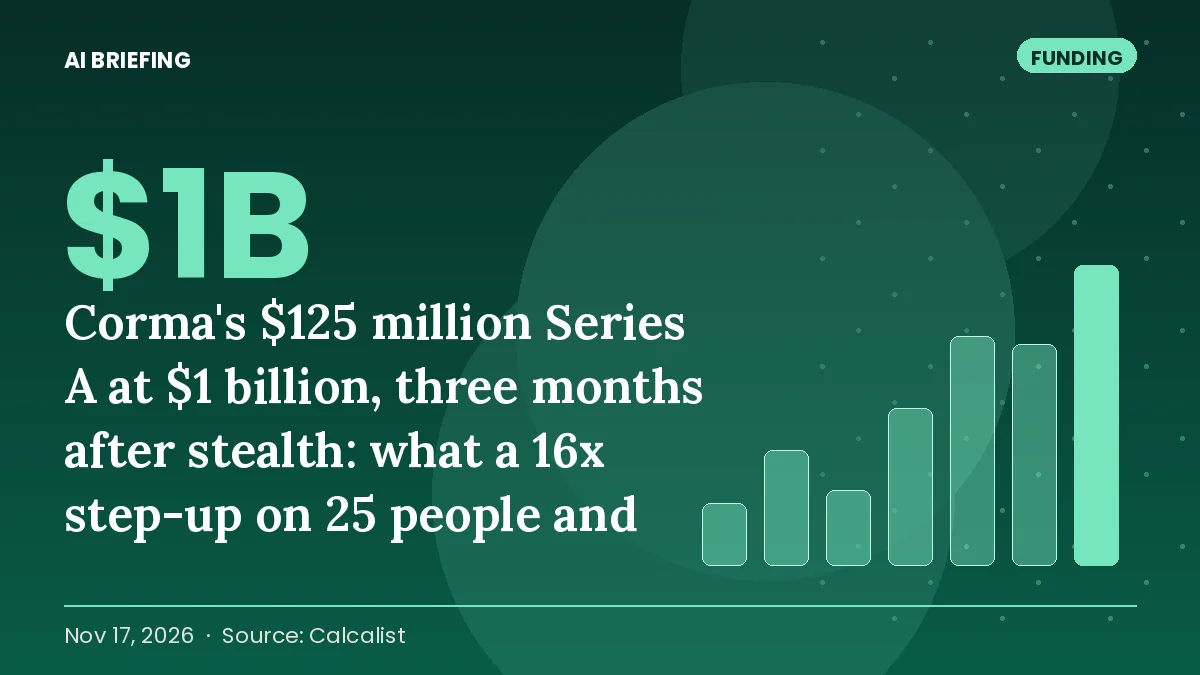 AI BRIEFING
FUNDING
$1B
Corma's $125 million Series
A at $1 billion, three months
after stealth: what a 16x
step-up on 25 people and
Nov 17, 2026 · Source: Calcalist